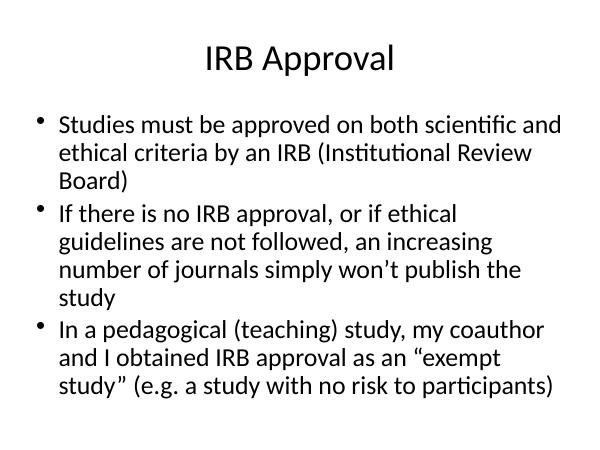 IRB Approval
• Studies must be approved on both scientific and
ethical criteria by an IRB (Institutional Review
Board)
• If there is no IRB approval, or if ethical
guidelines are not followed, an increasing
number of journals simply won’t publish the
study
• In a pedagogical (teaching) study, my coauthor
and I obtained IRB approval as an “exempt
study” (e.g. a study with no risk to participants)